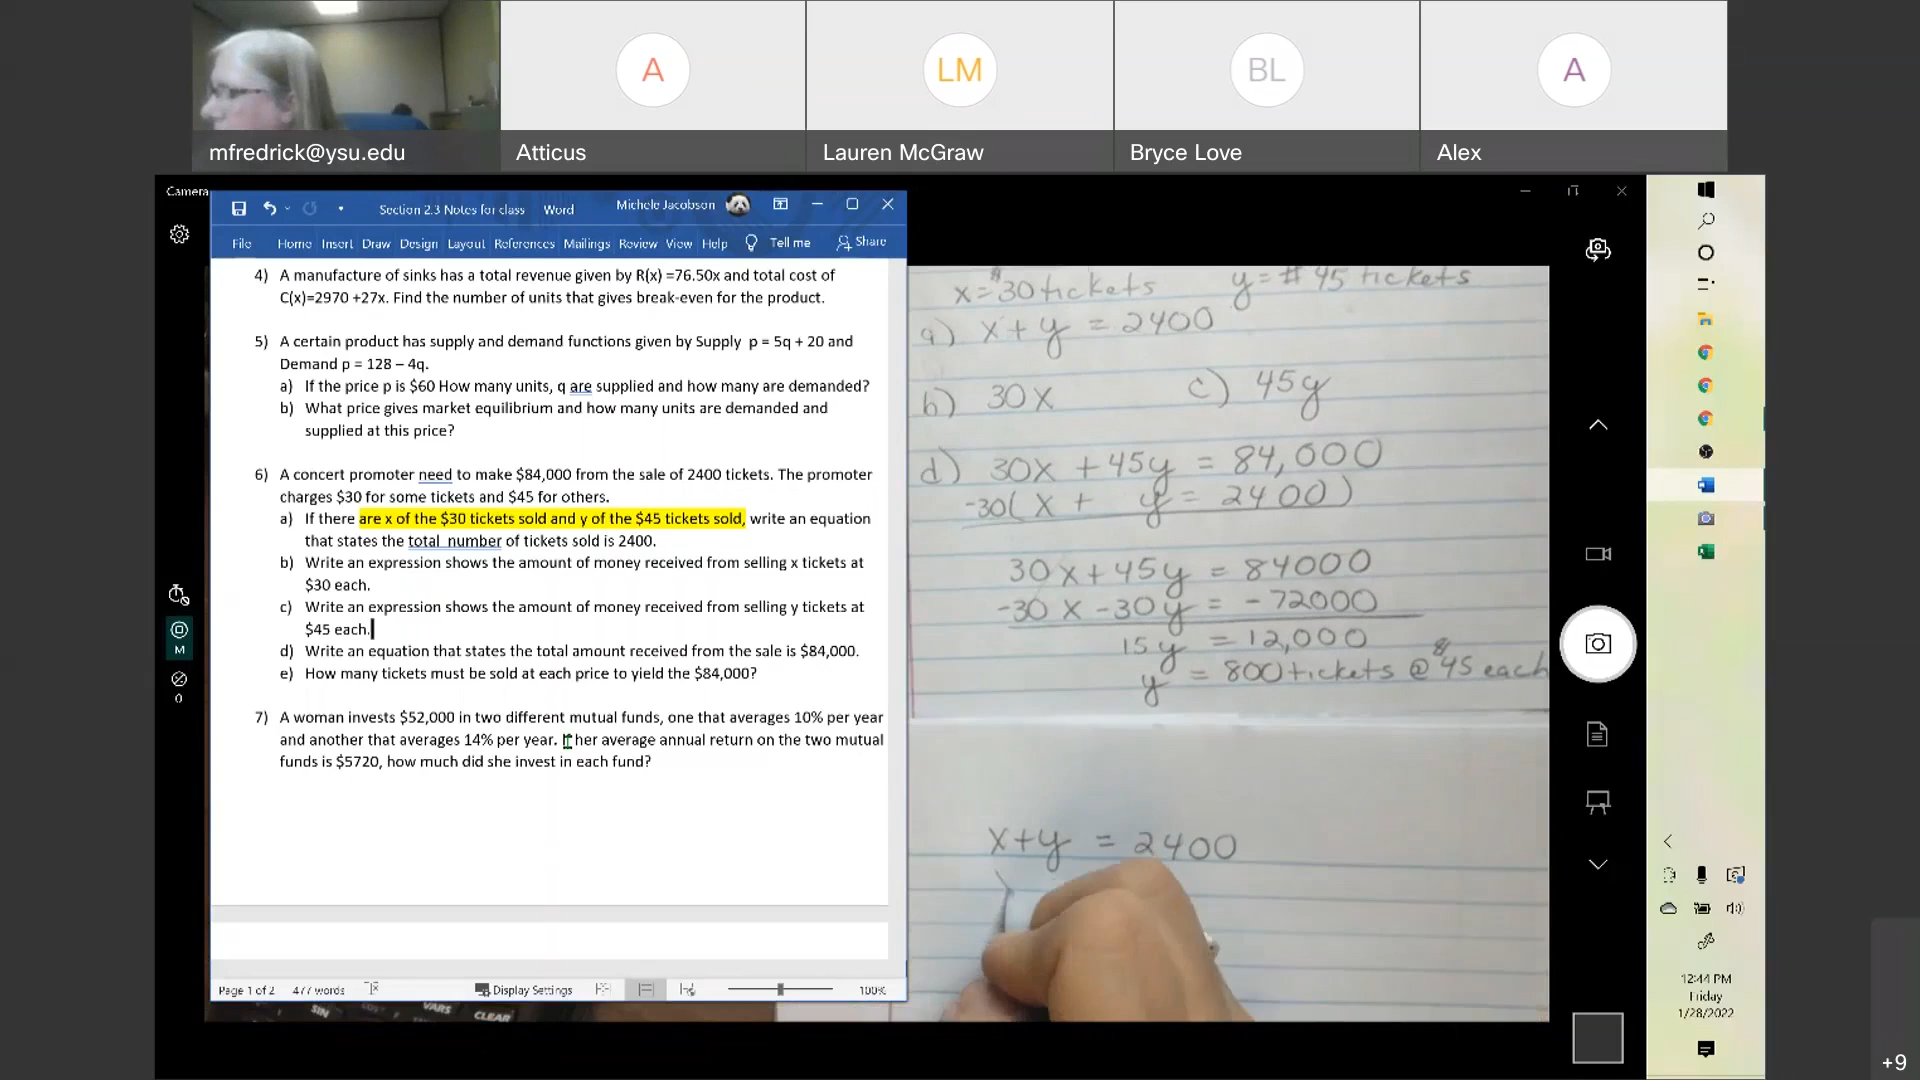 A
LM
BL
A
mfredrick@ysu.edu
Atticus
Lauren McGraw
Bryce Love
Alex
Camera
Section 2.3 Notes for class Word
Michele Jacobson
File Home Insert Draw Design Layout References Mailings Review View Help Tell me Share
4) A manufacture of sinks has a total revenue given by R(x) =76.50x and total cost of
C(x)=2970 +27x. Find the number of units that gives break-even for the product.
5) A certain product has supply and demand functions given by Supply p = 5q + 20 and
Demand p = 128 – 4q.
a) If the price p is $60 How many units, q are supplied and how many are demanded?
b) What price gives market equilibrium and how many units are demanded and
supplied at this price?
6) A concert promoter need to make $84,000 from the sale of 2400 tickets. The promoter
charges $30 for some tickets and $45 for others.
a) If there are x of the $30 tickets sold and y of the $45 tickets sold, write an equation
that states the total number of tickets sold is 2400.
b) Write an expression shows the amount of money received from selling x tickets at
$30 each.
c) Write an expression shows the amount of money received from selling y tickets at
$45 each.
d) Write an equation that states the total amount received from the sale is $84,000.
e) How many tickets must be sold at each price to yield the $84,000?
7) A woman invests $52,000 in two different mutual funds, one that averages 10% per year
and another that averages 14% per year. If her average annual return on the two mutual
funds is $5720, how much did she invest in each fund?
Page 1 of 2 477 words Display Settings 100%
x = $30 tickets y = $45 tickets
a) x + y = 2400
b) 30x c) 45y
d) 30x + 45y = 84,000
-30( x + y = 2400 )
30x + 45y = 84000
-30x - 30y = -72000
15y = 12,000
y = 800 tickets @ $45 each
x+y = 2400
M
0
SIN
VARS
CLEAR
12:44 PM
Friday
1/28/2022
+9